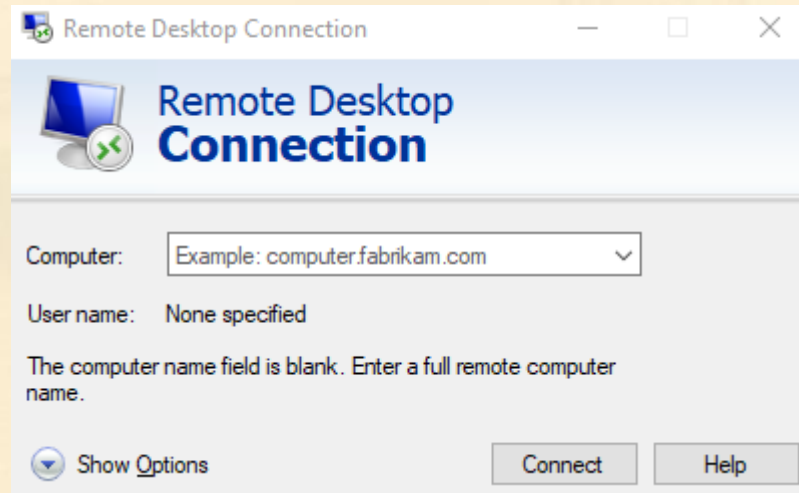 Remote Desktop Connection
Remote Desktop
Connection
Computer: Example: computer.fabrikam.com
User name: None specified
The computer name field is blank. Enter a full remote computer
name.
Show Options Connect Help